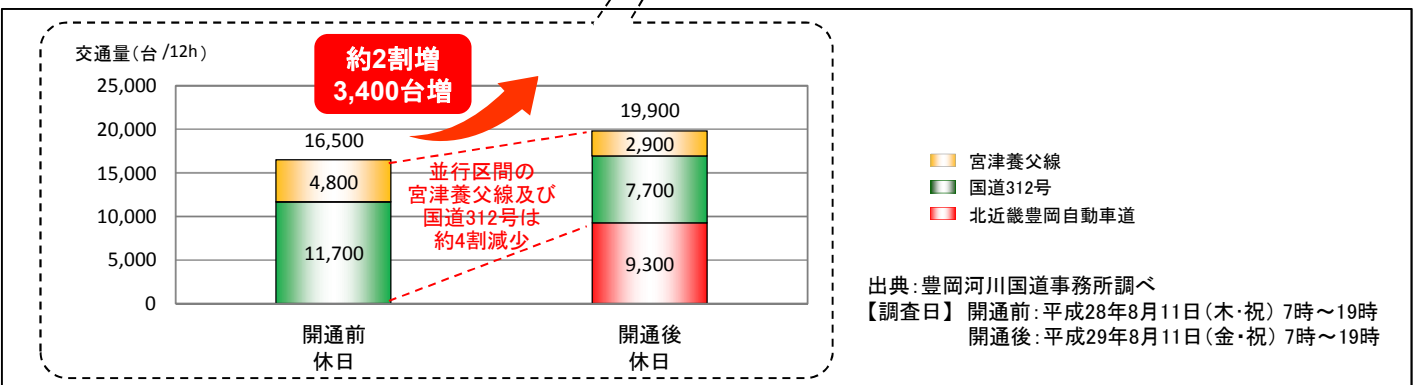 交通量(台/12h)
約2割増
3,400台増
25,000
20,000
15,000
10,000
5,000
0
16,500
4,800
11,700
19,900
2,900
7,700
9,300
並行区間の
宮津養父線及び
国道312号は
約4割減少
開通前
休日
開通後
休日
宮津養父線
国道312号
北近畿豊岡自動車道
出典:豊岡河川国道事務所調べ
【調査日】 開通前:平成28年8月11日(木・祝) 7時~19時
開通後:平成29年8月11日(金・祝) 7時~19時